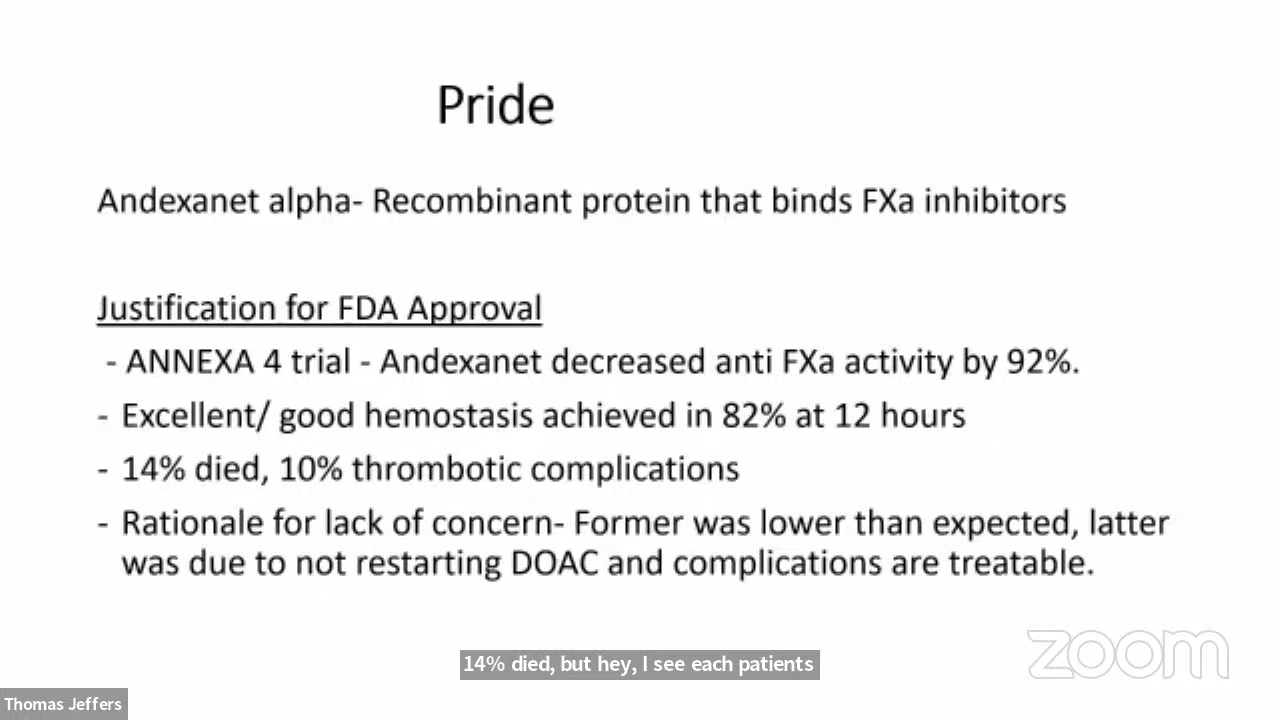 Pride
Andexanet alpha- Recombinant protein that binds FXa inhibitors
Justification for FDA Approval
- ANNEXA 4 trial - Andexanet decreased anti FXa activity by 92%.
- Excellent/ good hemostasis achieved in 82% at 12 hours
- 14% died, 10% thrombotic complications
- Rationale for lack of concern- Former was lower than expected, latter
was due to not restarting DOAC and complications are treatable.
14% died, but hey, I see each patients
zoom
Thomas Jeffers